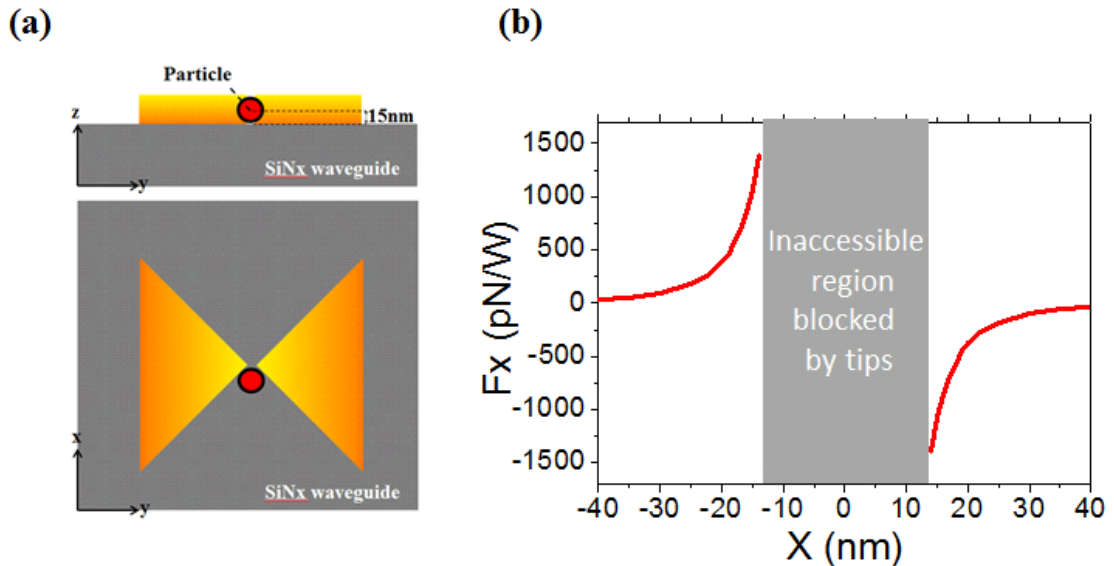 (a)
Particle
z
15nm
SiNx waveguide
y
x
SiNx waveguide
y
(b)
1500
1000
500
0
-500
-1000
-1500
Fx (pN/W)
Inaccessible
region
blocked
by tips
-40 -30 -20 -10 0 10 20 30 40
X (nm)